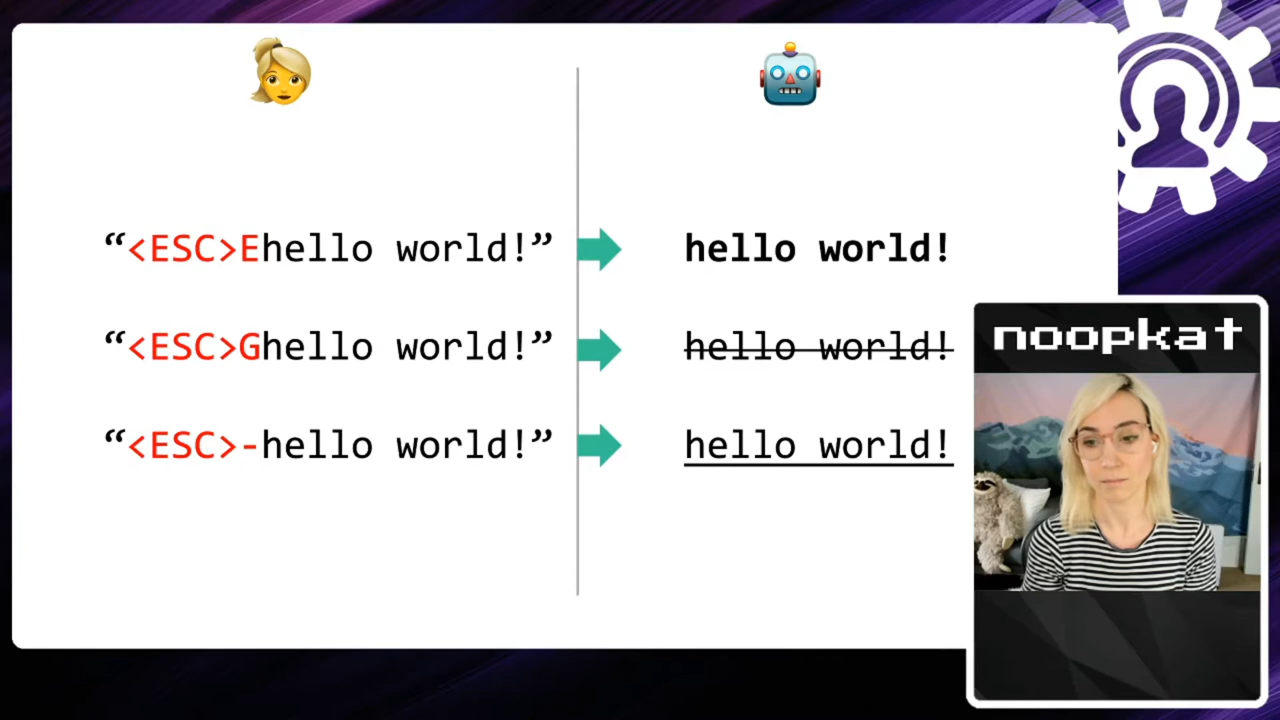 “<ESC>Ehello world!” hello world!
“<ESC>Ghello world!” hello world!
“<ESC>-hello world!” hello world!
noopkat